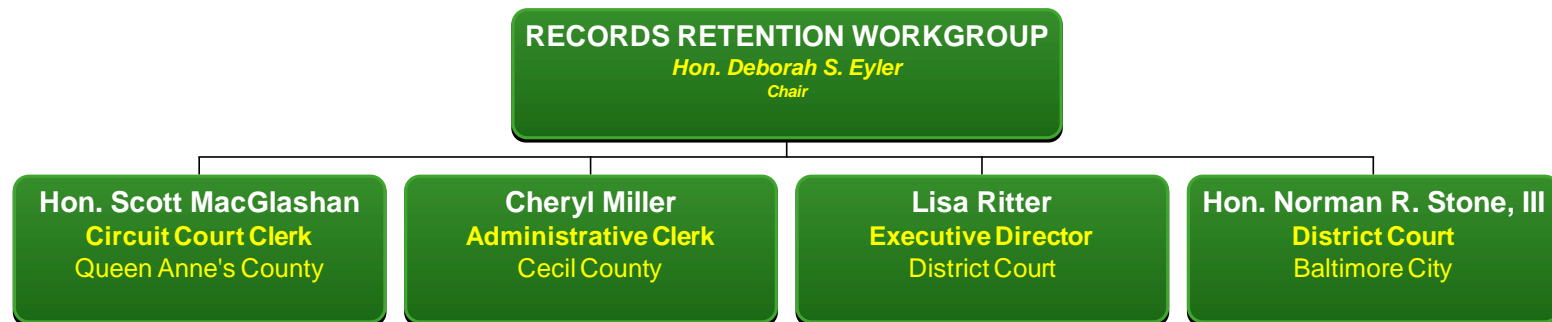 RECORDS RETENTION WORKGROUP
Hon. Deborah S. Eyler
Chair
Hon. Scott MacGlashan
Circuit Court Clerk
Queen Anne's County
Cheryl Miller
Administrative Clerk
Cecil County
Lisa Ritter
Executive Director
District Court
Hon. Norman R. Stone, III
District Court
Baltimore City